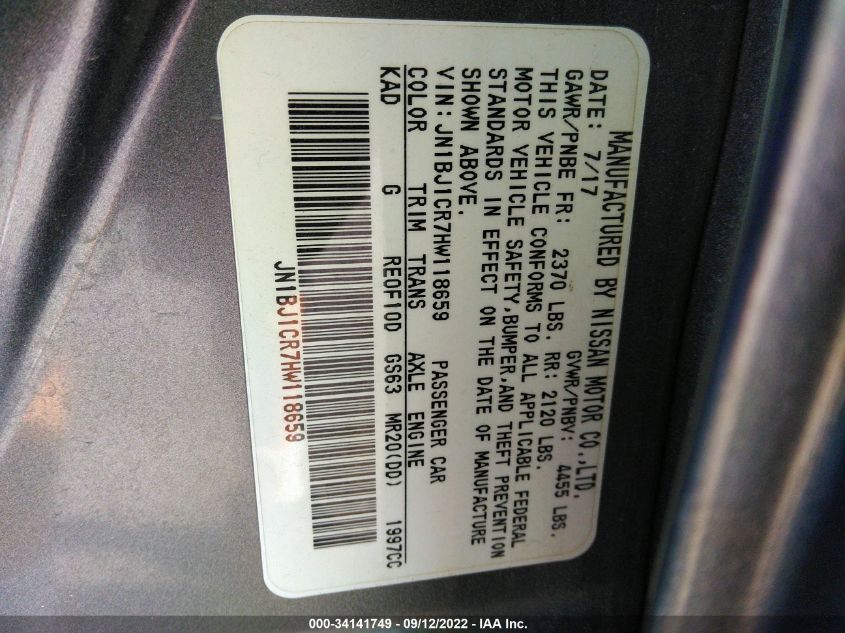 MANUFACTURED BY NISSAN MOTOR CO.,LTD.
DATE: 7/17 GVWR/PNBV: 4455 LBS.
GAWR/PNBE FR: 2370 LBS. RR: 2120 LBS.
THIS VEHICLE CONFORMS TO ALL APPLICABLE FEDERAL
MOTOR VEHICLE SAFETY,BUMPER,AND THEFT PREVENTION
STANDARDS IN EFFECT ON THE DATE OF MANUFACTURE
SHOWN ABOVE.
VIN: JN1BJ1CR7HW118659 PASSENGER CAR
COLOR TRIM TRANS AXLE ENGINE
KAD G RE0F10D GS63 MR20(DD) 1997CC
JN1BJ1CR7HW118659
000-34141749 - 09/12/2022 - IAA Inc.